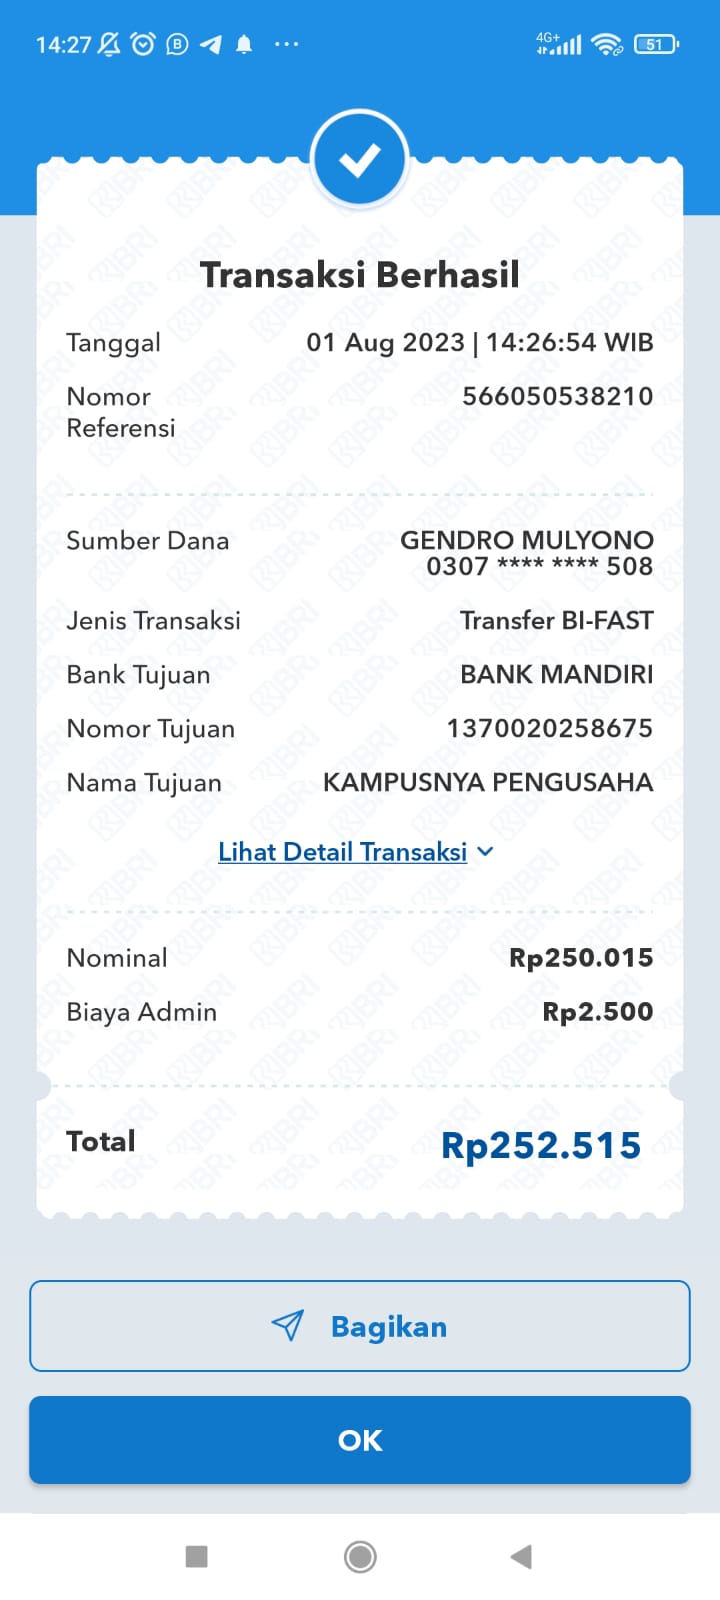 14:27
4G+
51
Transaksi Berhasil
Tanggal 01 Aug 2023 | 14:26:54 WIB
Nomor Referensi 566050538210
Sumber Dana GENDRO MULYONO
0307 **** **** 508
Jenis Transaksi Transfer BI-FAST
Bank Tujuan BANK MANDIRI
Nomor Tujuan 1370020258675
Nama Tujuan KAMPUSNYA PENGUSAHA
Lihat Detail Transaksi
Nominal Rp250.015
Biaya Admin Rp2.500
Total Rp252.515
Bagikan
OK